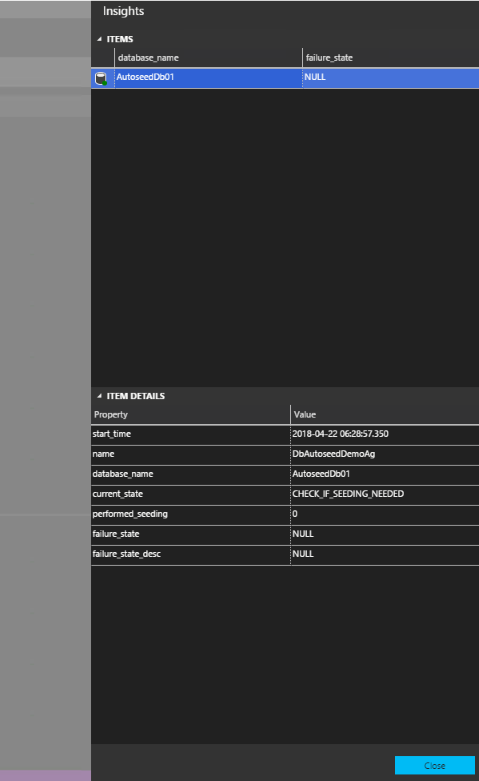 Insights
ITEMS
database_name failure_state
AutoseedDb01 NULL
ITEM DETAILS
Property Value
start_time 2018-04-22 06:28:57.350
name DbAutoseedDemoAg
database_name AutoseedDb01
current_state CHECK_IF_SEEDING_NEEDED
performed_seeding 0
failure_state NULL
failure_state_desc NULL
Close